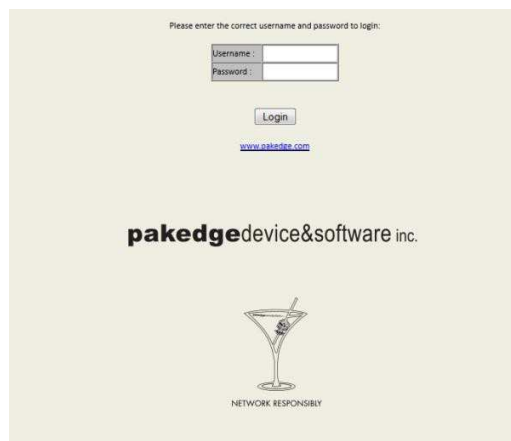 Please enter the correct username and password to login:
Username :
Password :
Login
www.pakedge.com
pakedgedevice&software inc.
NETWORK RESPONSIBLY